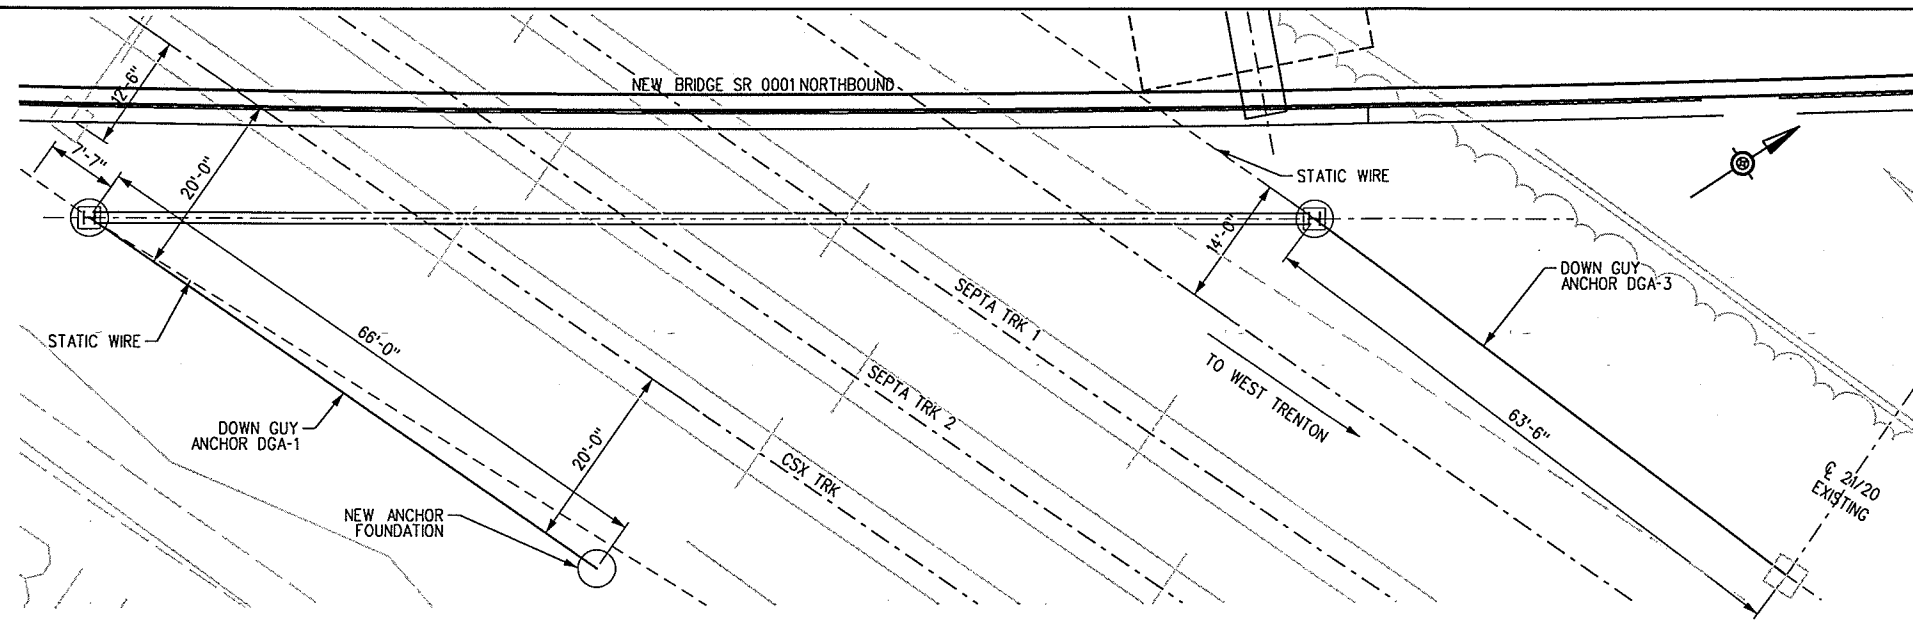 NEW BRIDGE SR 0001 NORTHBOUND
12'-6"
7'-7"
20'-0"
STATIC WIRE
14'-0"
DOWN GUY
ANCHOR DGA-3
SEPTA TRK 1
STATIC WIRE
66'-0"
TO WEST TRENTON
SEPTA TRK 2
63'-6"
DOWN GUY
ANCHOR DGA-1
20'-0"
CSX TRK
℄ 21/20
EXISTING
NEW ANCHOR
FOUNDATION